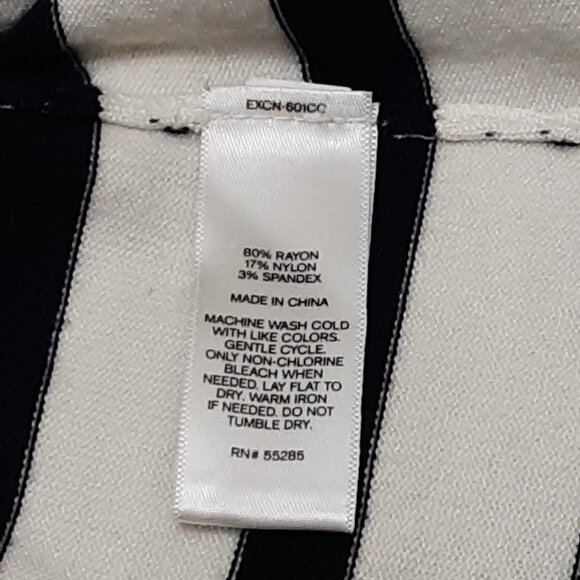 EXCN-601CC
80% RAYON
17% NYLON
3% SPANDEX
MADE IN CHINA
MACHINE WASH COLD
WITH LIKE COLORS.
GENTLE CYCLE.
ONLY NON-CHLORINE
BLEACH WHEN
NEEDED. LAY FLAT TO
DRY. WARM IRON
IF NEEDED. DO NOT
TUMBLE DRY.
RN# 55285